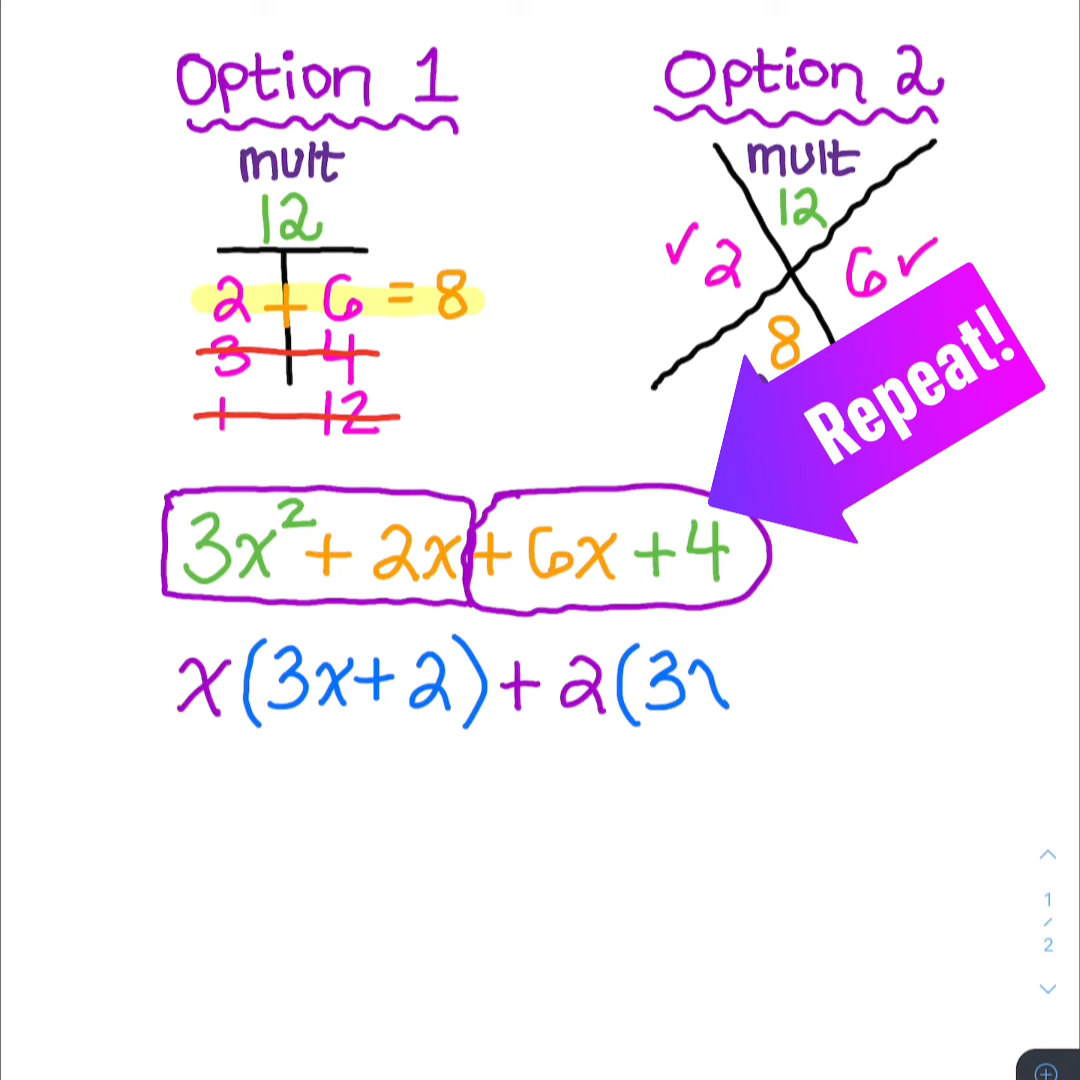 Option 1
mult
12
2 + 6 = 8
3 4
1 12
Option 2
mult
12
✓2 6✓
8
Repeat!
3x² + 2x + 6x + 4
x(3x+2) + 2(3
1
/
2